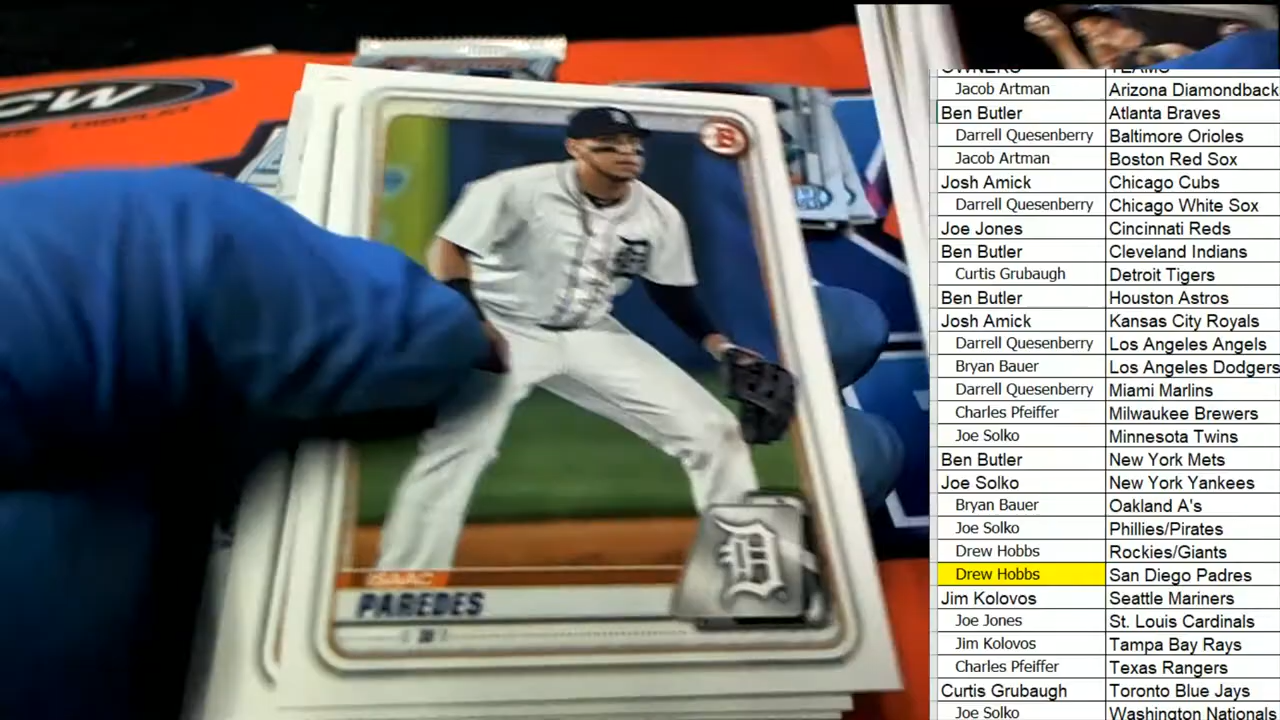 GW
DISPLAY
B
D
D
ISAAC
PAREDES
3B
OWNERS TEAMS
Jacob Artman Arizona Diamondback
Ben Butler Atlanta Braves
Darrell Quesenberry Baltimore Orioles
Jacob Artman Boston Red Sox
Josh Amick Chicago Cubs
Darrell Quesenberry Chicago White Sox
Joe Jones Cincinnati Reds
Ben Butler Cleveland Indians
Curtis Grubaugh Detroit Tigers
Ben Butler Houston Astros
Josh Amick Kansas City Royals
Darrell Quesenberry Los Angeles Angels
Bryan Bauer Los Angeles Dodgers
Darrell Quesenberry Miami Marlins
Charles Pfeiffer Milwaukee Brewers
Joe Solko Minnesota Twins
Ben Butler New York Mets
Joe Solko New York Yankees
Bryan Bauer Oakland A's
Joe Solko Phillies/Pirates
Drew Hobbs Rockies/Giants
Drew Hobbs San Diego Padres
Jim Kolovos Seattle Mariners
Joe Jones St. Louis Cardinals
Jim Kolovos Tampa Bay Rays
Charles Pfeiffer Texas Rangers
Curtis Grubaugh Toronto Blue Jays
Joe Solko Washington Nationals